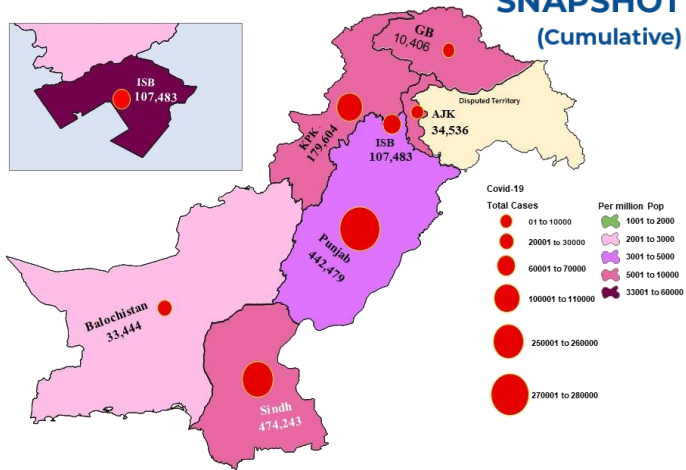 SNAPSHOT
(Cumulative)
ISB
107,483
GB
10,406
Disputed Territory
KPK
179,604
AJK
34,536
ISB
107,483
Punjab
442,479
Balochistan
33,444
Sindh
474,243
Covid-19
Total Cases
01 to 10000
20001 to 30000
60001 to 70000
100001 to 110000
250001 to 260000
270001 to 280000
Per million Pop
1001 to 2000
2001 to 3000
3001 to 5000
5001 to 10000
33001 to 60000